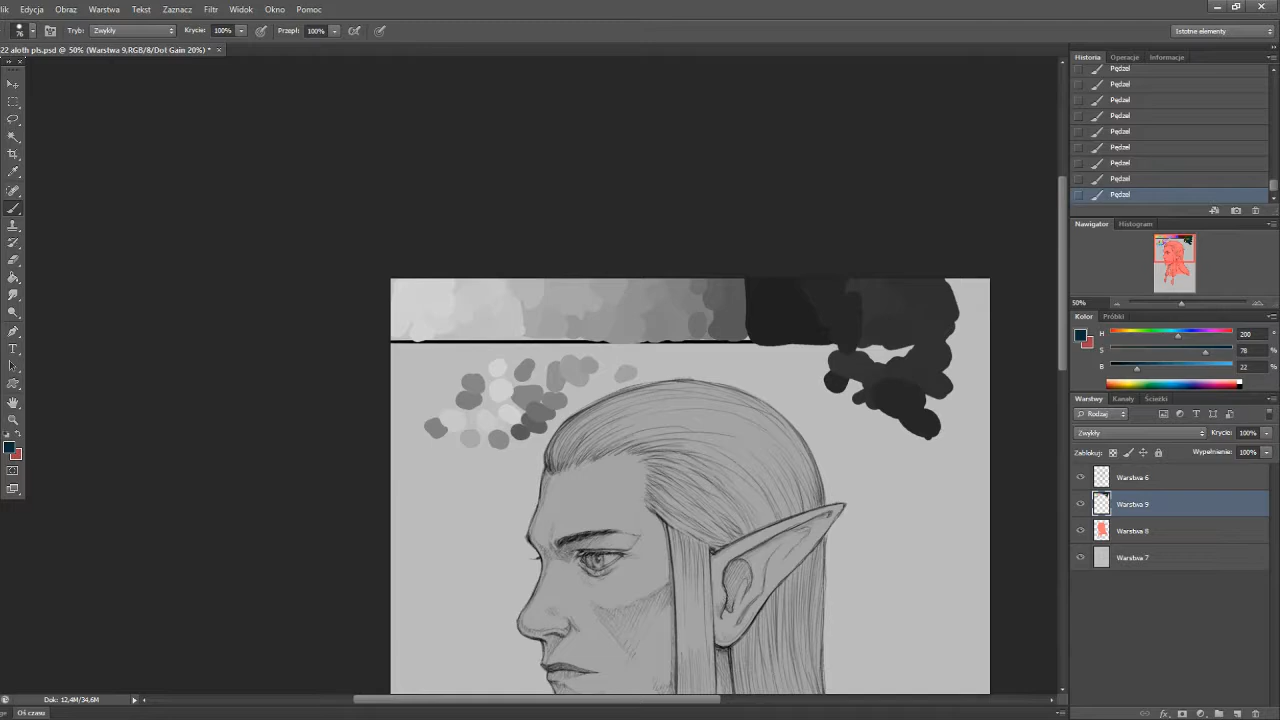 lik Edycja Obraz Warstwa Tekst Zaznacz Filtr Widok Okno Pomoc
76 Tryb: Zwykły Krycie: 100% Przepł: 100% Istotne elementy
22 aloth pls.psd @ 50% (Warstwa 9,RGB/8/Dot Gain 20%) * ×
Historia Operacje Informacje
Pędzel
Pędzel
Pędzel
Pędzel
Pędzel
Pędzel
Pędzel
Pędzel
Pędzel
Nawigator Histogram
50%
Kolor Próbki
H 200
S 78 %
B 22 %
Warstwy Kanały Ścieżki
Rodzaj
Zwykły Krycie: 100%
Zablokuj: Wypełnienie: 100%
Warstwa 6
Warstwa 9
Warstwa 8
Warstwa 7
Dok: 12,4M/34,6M
Oś czasu